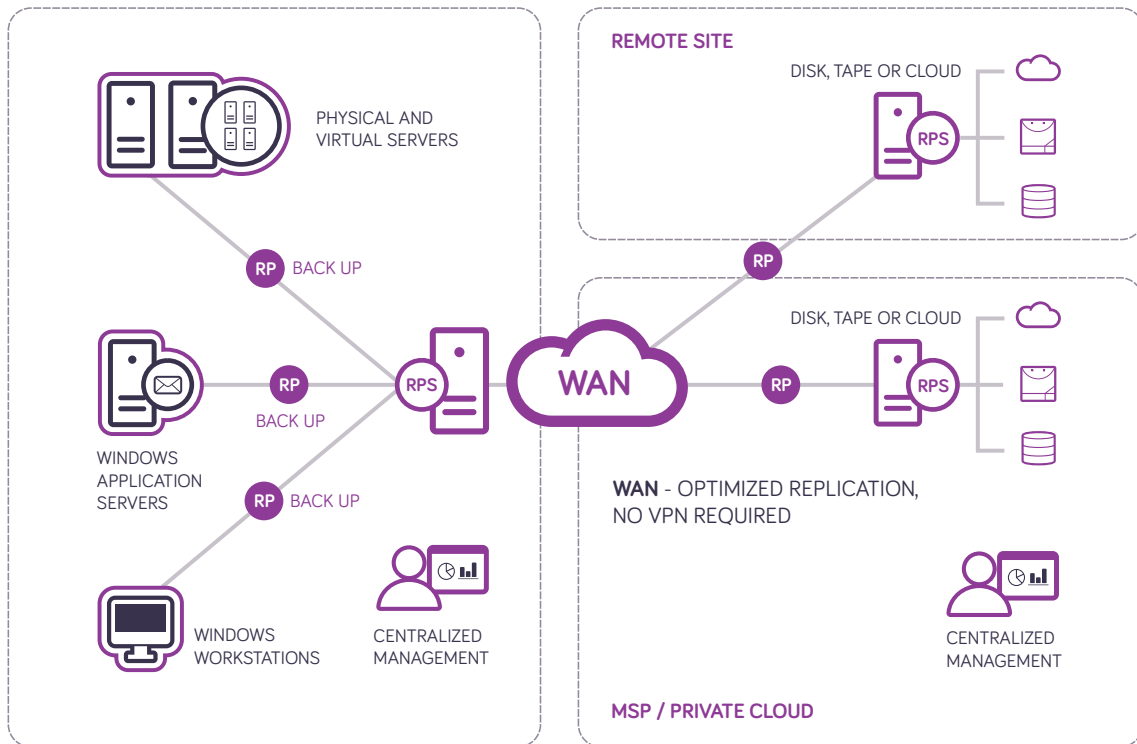 PHYSICAL AND
VIRTUAL SERVERS
RP BACK UP
RP
BACK UP
WINDOWS
APPLICATION
SERVERS
RP BACK UP
WINDOWS
WORKSTATIONS
RPS
CENTRALIZED
MANAGEMENT
WAN
REMOTE SITE
DISK, TAPE OR CLOUD
RPS
RP
DISK, TAPE OR CLOUD
RP
RPS
WAN - OPTIMIZED REPLICATION,
NO VPN REQUIRED
CENTRALIZED
MANAGEMENT
MSP / PRIVATE CLOUD